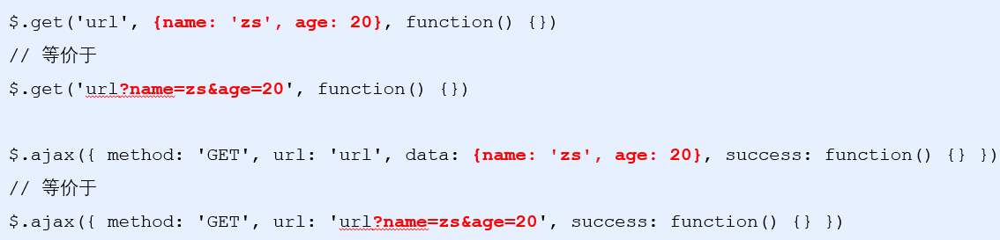 $.get('url', {name: 'zs', age: 20}, function() {})
// 等价于
$.get('url?name=zs&age=20', function() {})
$.ajax({ method: 'GET', url: 'url', data: {name: 'zs', age: 20}, success: function() {} })
// 等价于
$.ajax({ method: 'GET', url: 'url?name=zs&age=20', success: function() {} })